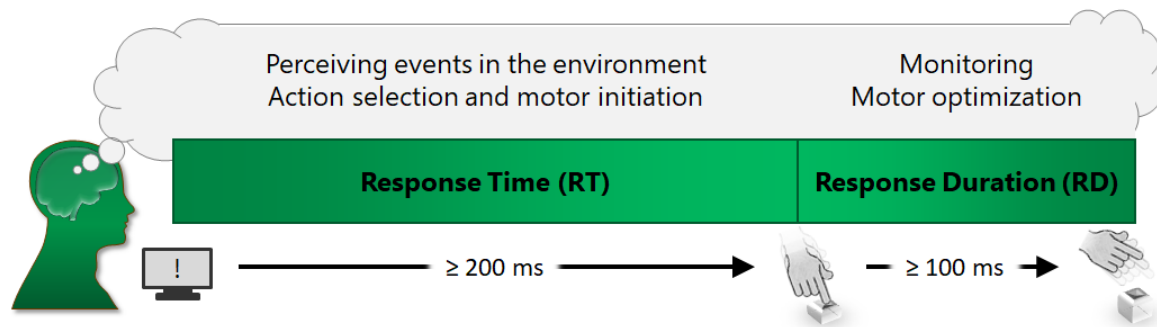 Perceiving events in the environment
Action selection and motor initiation
Monitoring
Motor optimization
Response Time (RT)
Response Duration (RD)
!
≥ 200 ms
≥ 100 ms